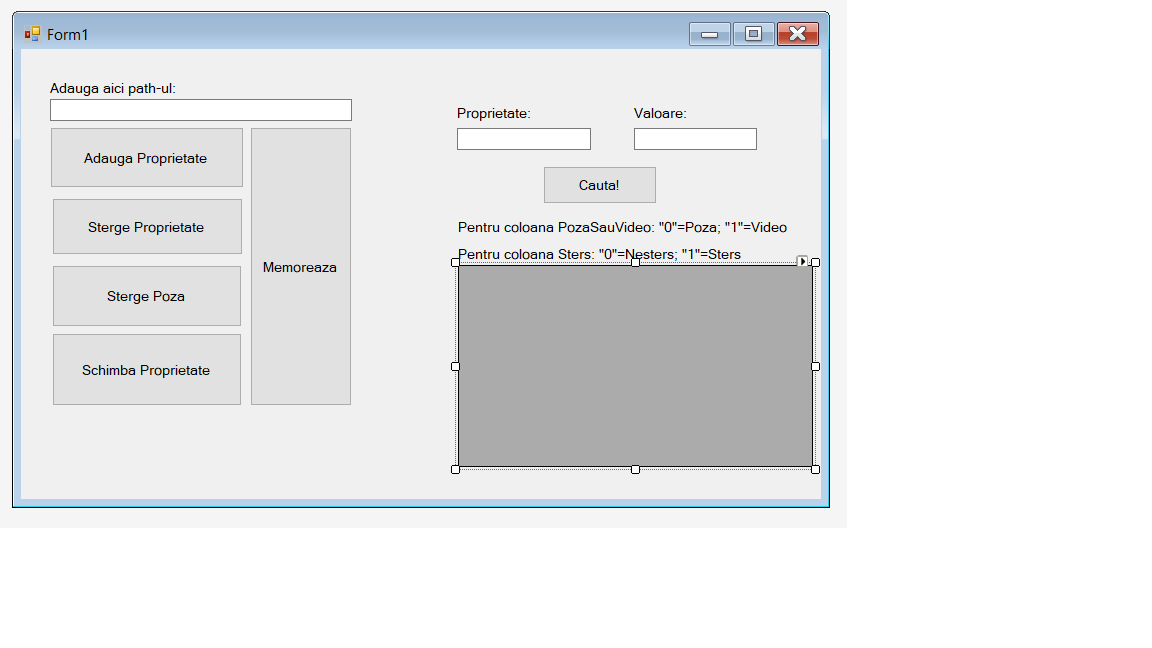 Form1
Adauga aici path-ul:
Adauga Proprietate
Sterge Proprietate
Sterge Poza
Schimba Proprietate
Memoreaza
Proprietate:
Valoare:
Cauta!
Pentru coloana PozaSauVideo: "0"=Poza; "1"=Video
Pentru coloana Sters: "0"=Nesters; "1"=Sters